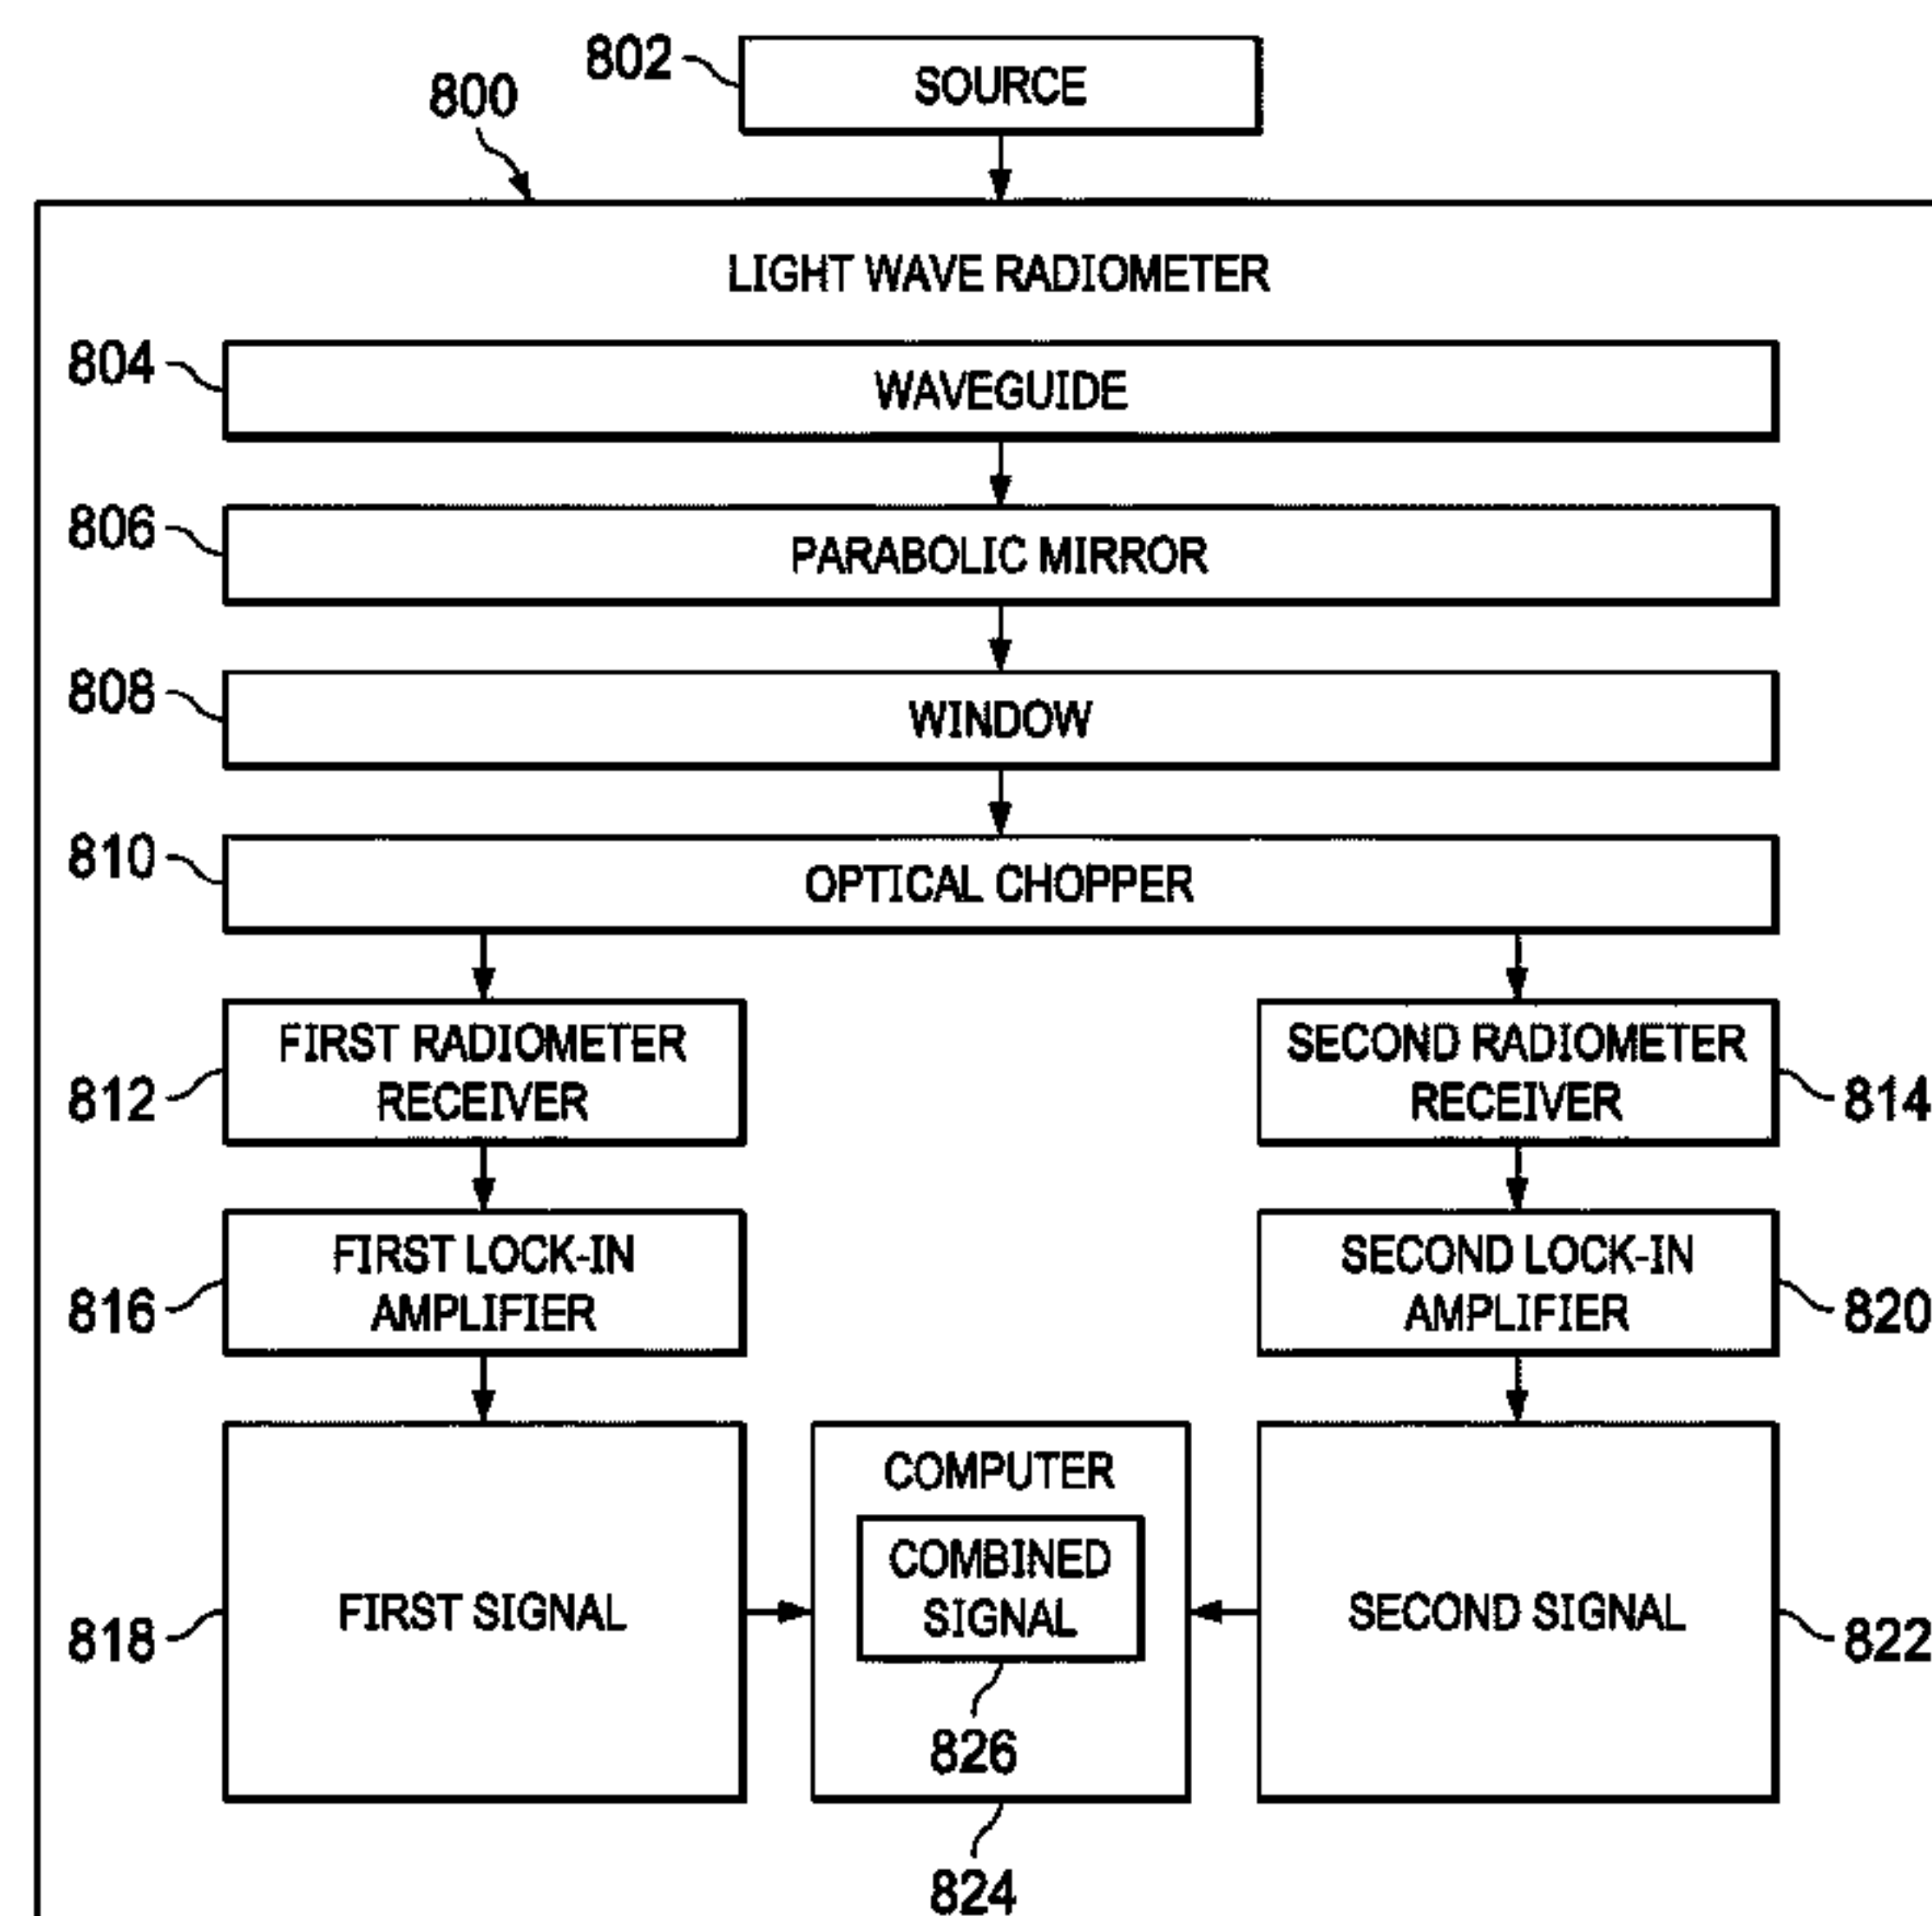 802
SOURCE
800
LIGHT WAVE RADIOMETER
804
WAVEGUIDE
806
PARABOLIC MIRROR
808
WINDOW
810
OPTICAL CHOPPER
FIRST RADIOMETER
RECEIVER
812
SECOND RADIOMETER
RECEIVER
814
FIRST LOCK-IN
AMPLIFIER
816
SECOND LOCK-IN
AMPLIFIER
820
FIRST SIGNAL
818
COMPUTER
COMBINED
SIGNAL
826
824
SECOND SIGNAL
822